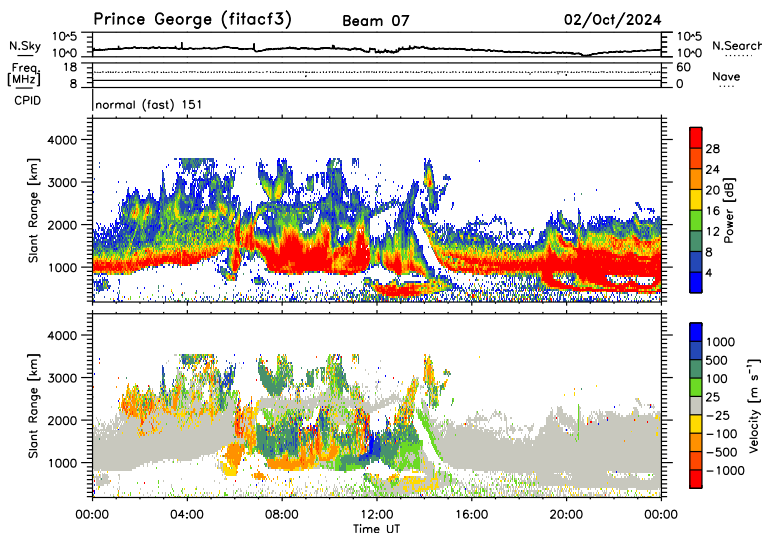 Prince George (fitacf3) Beam 07 02/Oct/2024
N.Sky 10^5 10^0 10^5 10^0 N.Search
Freq. [MHz] 18 8 60 0 Nave
CPID normal (fast) 151
Slant Range [km] 4000 3000 2000 1000
Power [dB] 28 24 20 16 12 8 4
Slant Range [km] 4000 3000 2000 1000
Velocity [m s⁻¹] 1000 500 100 25 −25 −100 −500 −1000
00:00 04:00 08:00 12:00 16:00 20:00 00:00
Time UT